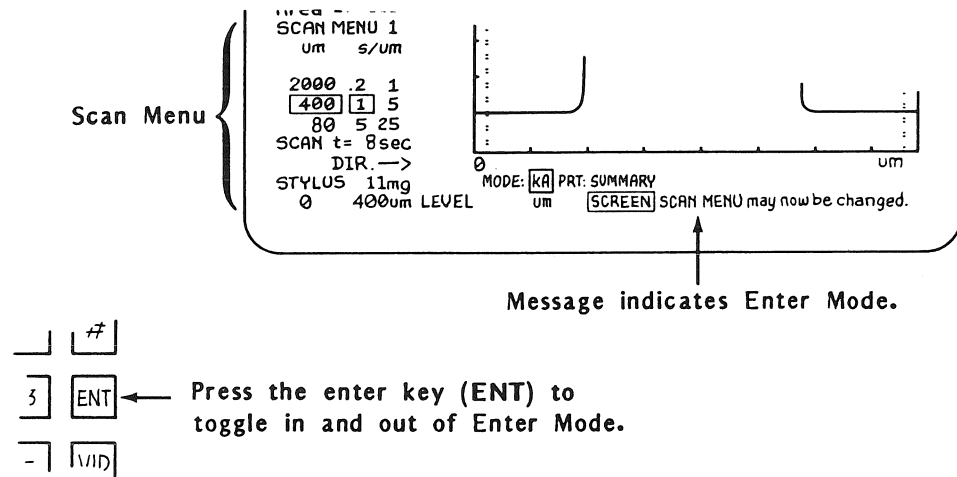 SCAN MENU 1
um s/um
2000 .2 1
400 1 5
80 5 25
SCAN t= 8sec
DIR.—>
STYLUS 11mg
0 400um LEVEL
Scan Menu
0 um
MODE: kA PRT: SUMMARY
um SCREEN SCAN MENU may now be changed.
Message indicates Enter Mode.
#
3 ENT
Press the enter key (ENT) to
toggle in and out of Enter Mode.
- VID